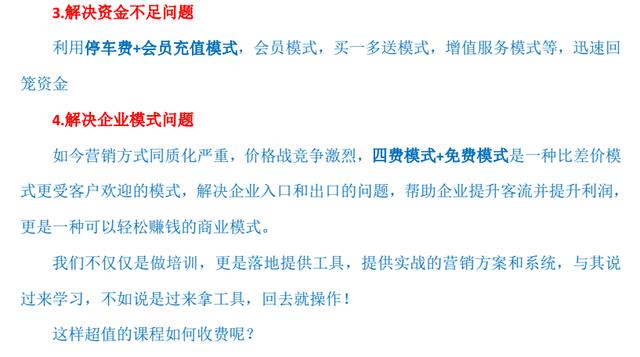 3.解决资金不足问题
利用停车费+会员充值模式，会员模式，买一多送模式，增值服务模式等，迅速回
笼资金
4.解决企业模式问题
如今营销方式同质化严重，价格战竞争激烈，四费模式+免费模式是一种比差价模
式更受客户欢迎的模式，解决企业入口和出口的问题，帮助企业提升客流并提升利润，
更是一种可以轻松赚钱的商业模式。
我们不仅仅是做培训，更是落地提供工具，提供实战的营销方案和系统，与其说
过来学习，不如说是过来拿工具，回去就操作！
这样超值的课程如何收费呢？